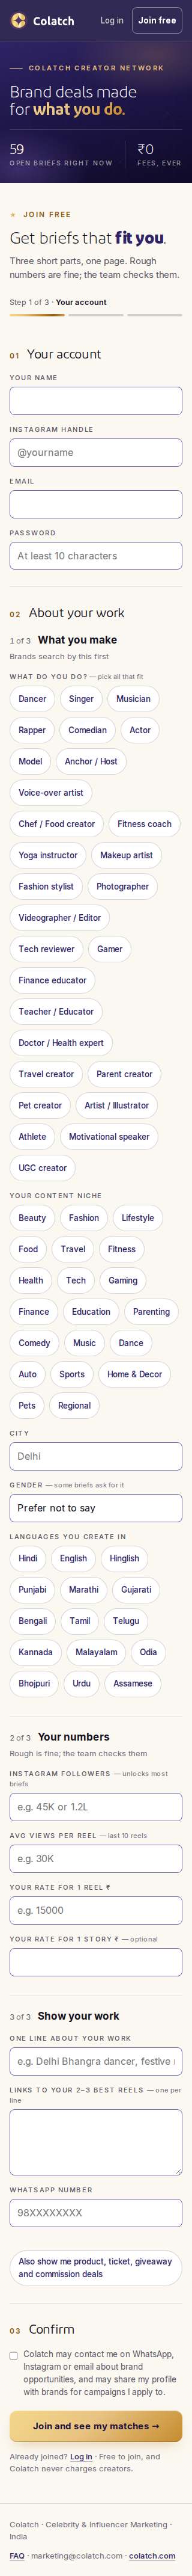 Colatch
Log in
Join free
COLATCH CREATOR NETWORK
Brand deals made
for what you do.
59
OPEN BRIEFS RIGHT NOW
₹0
FEES, EVER
JOIN FREE
Get briefs that fit you.
Three short parts, one page. Rough
numbers are fine; the team checks them.
Step 1 of 3 · Your account
01 Your account
YOUR NAME
INSTAGRAM HANDLE
@yourname
EMAIL
PASSWORD
At least 10 characters
02 About your work
1 of 3 What you make
Brands search by this first
WHAT DO YOU DO? — pick all that fit
Dancer
Singer
Musician
Rapper
Comedian
Actor
Model
Anchor / Host
Voice-over artist
Chef / Food creator
Fitness coach
Yoga instructor
Makeup artist
Fashion stylist
Photographer
Videographer / Editor
Tech reviewer
Gamer
Finance educator
Teacher / Educator
Doctor / Health expert
Travel creator
Parent creator
Pet creator
Artist / Illustrator
Athlete
Motivational speaker
UGC creator
YOUR CONTENT NICHE
Beauty
Fashion
Lifestyle
Food
Travel
Fitness
Health
Tech
Gaming
Finance
Education
Parenting
Comedy
Music
Dance
Auto
Sports
Home & Decor
Pets
Regional
CITY
Delhi
GENDER — some briefs ask for it
Prefer not to say
LANGUAGES YOU CREATE IN
Hindi
English
Hinglish
Punjabi
Marathi
Gujarati
Bengali
Tamil
Telugu
Kannada
Malayalam
Odia
Bhojpuri
Urdu
Assamese
2 of 3 Your numbers
Rough is fine; the team checks them
INSTAGRAM FOLLOWERS — unlocks most
briefs
e.g. 45K or 1.2L
AVG VIEWS PER REEL — last 10 reels
e.g. 30K
YOUR RATE FOR 1 REEL ₹
e.g. 15000
YOUR RATE FOR 1 STORY ₹ — optional
3 of 3 Show your work
ONE LINE ABOUT YOUR WORK
e.g. Delhi Bhangra dancer, festive r
LINKS TO YOUR 2–3 BEST REELS — one per
line
WHATSAPP NUMBER
98XXXXXXXX
Also show me product, ticket, giveaway
and commission deals
03 Confirm
Colatch may contact me on WhatsApp,
Instagram or email about brand
opportunities, and may share my profile
with brands for campaigns I apply to.
Join and see my matches →
Already joined? Log in · Free to join, and
Colatch never charges creators.
Colatch · Celebrity & Influencer Marketing ·
India
FAQ · marketing@colatch.com · colatch.com